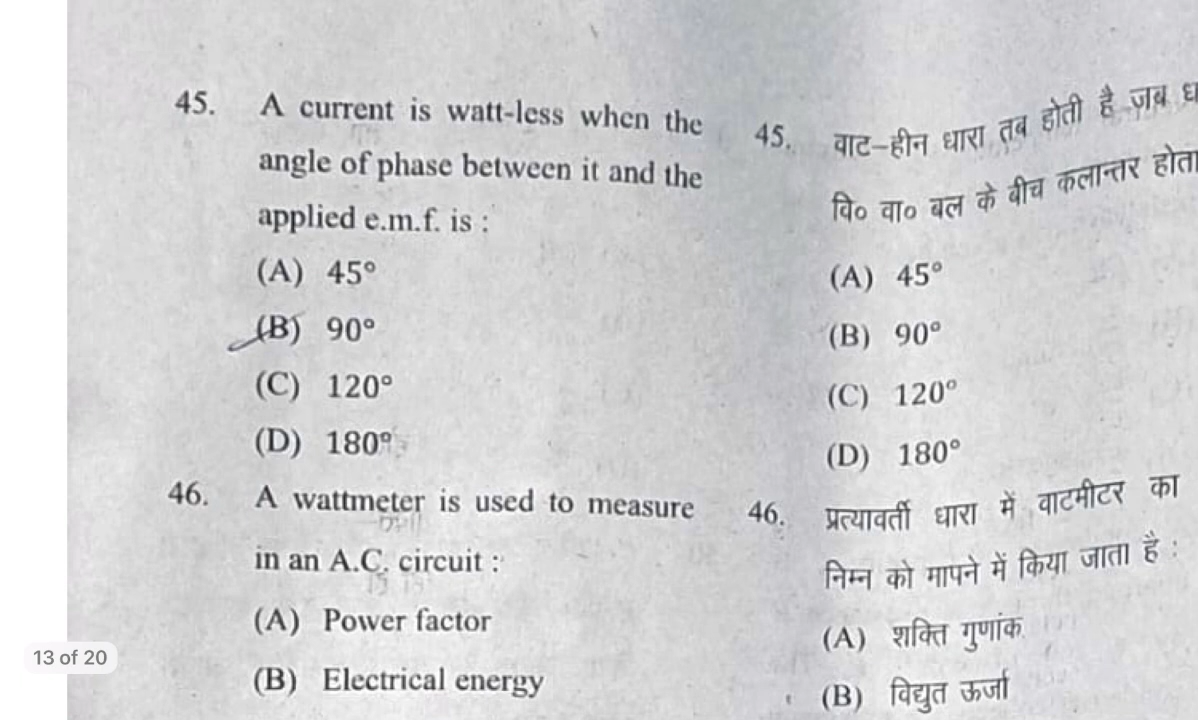 45. A current is watt-less when the
angle of phase between it and the
applied e.m.f. is :
(A) 45°
(B) 90°
(C) 120°
(D) 180°
46. A wattmeter is used to measure
in an A.C. circuit :
(A) Power factor
(B) Electrical energy
45. वाट-हीन धारा तब होती है जब
वि० वा० बल के बीच कलान्तर होता
(A) 45°
(B) 90°
(C) 120°
(D) 180°
46. प्रत्यावर्ती धारा में वाटमीटर का
निम्न को मापने में किया जाता है :
(A) शक्ति गुणांक
(B) विद्युत ऊर्जा
13 of 20